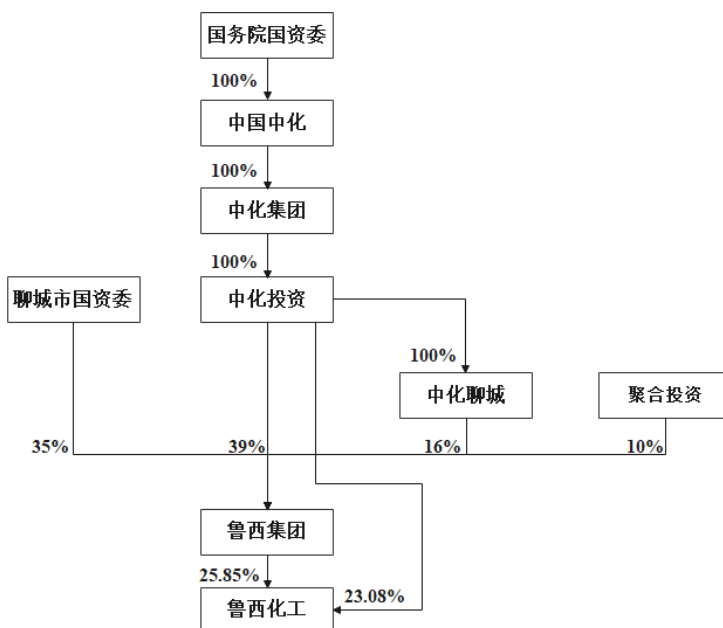 国务院国资委
100%
中国中化
100%
中化集团
100%
聊城市国资委
中化投资
100%
中化聊城
聚合投资
35%
39%
16%
10%
鲁西集团
25.85%
23.08%
鲁西化工